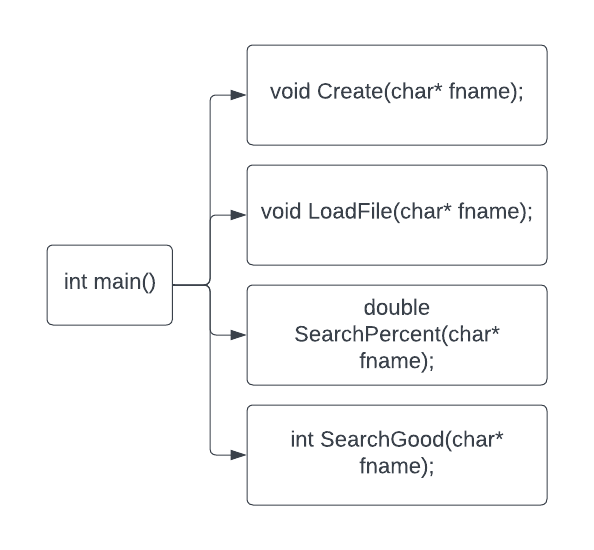 void Create(char* fname);
void LoadFile(char* fname);
int main()
double
SearchPercent(char*
fname);
int SearchGood(char*
fname);